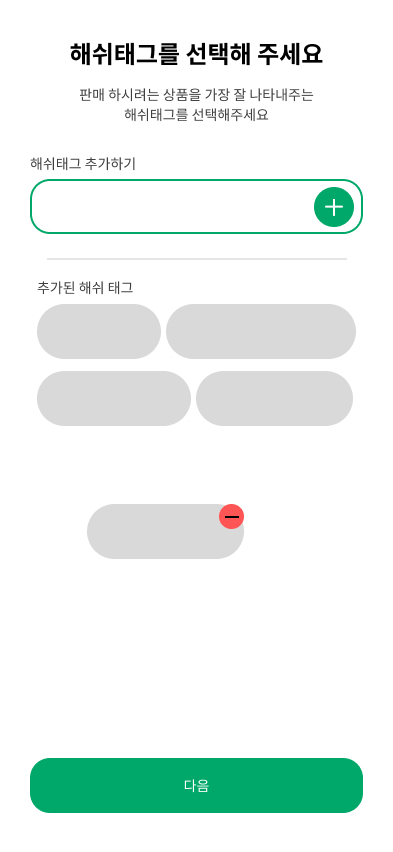 해쉬태그를 선택해 주세요
판매 하시려는 상품을 가장 잘 나타내주는
해쉬태그를 선택해주세요
해쉬태그 추가하기
추가된 해쉬 태그
다음